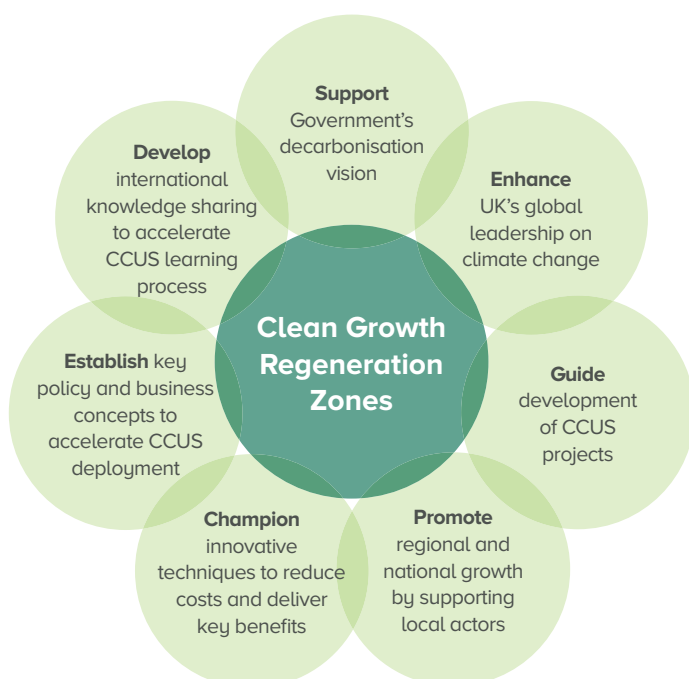 Support
Government's
decarbonisation
vision
Enhance
UK's global
leadership on
climate change
Guide
development
of CCUS
projects
Promote
regional and
national growth
by supporting
local actors
Champion
innovative
techniques to reduce
costs and deliver
key benefits
Establish key
policy and business
concepts to
accelerate CCUS
deployment
Develop
international
knowledge sharing
to accelerate
CCUS learning
process
Clean Growth
Regeneration
Zones